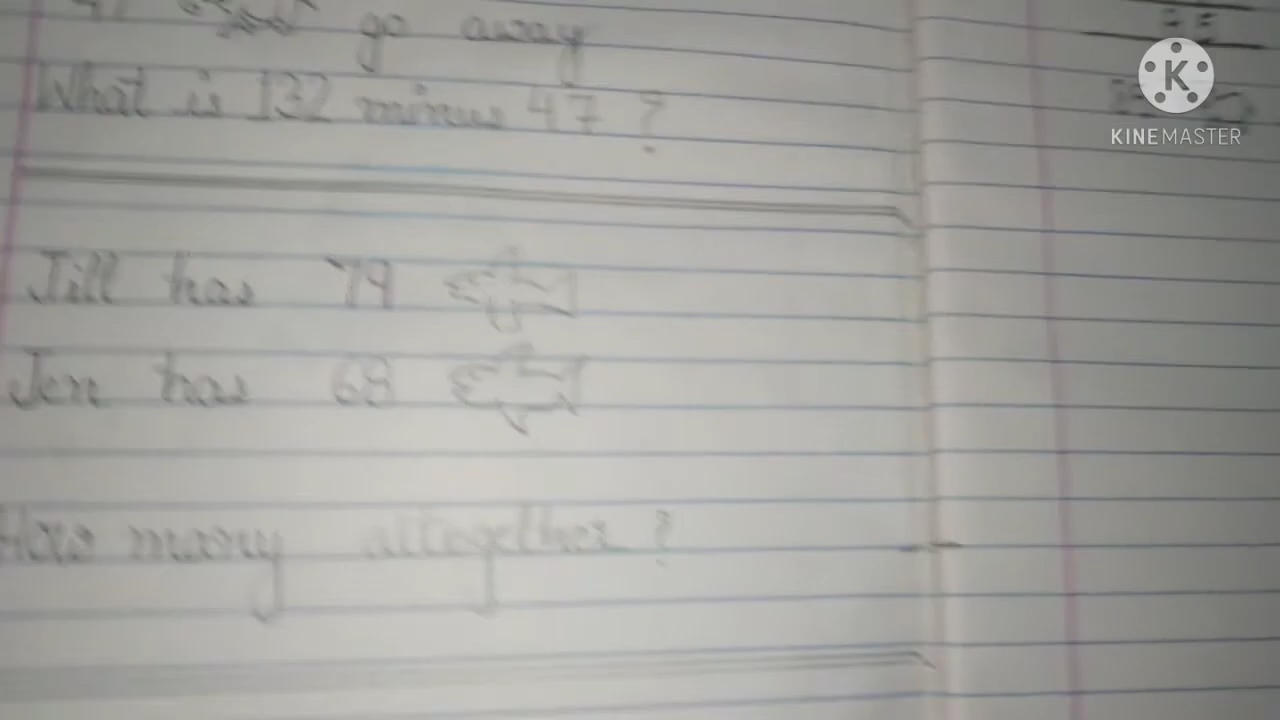 go away
What is 132 minus 47 ?
Jill has 79
Jen has 68
How many altogether ?
KINEMASTER